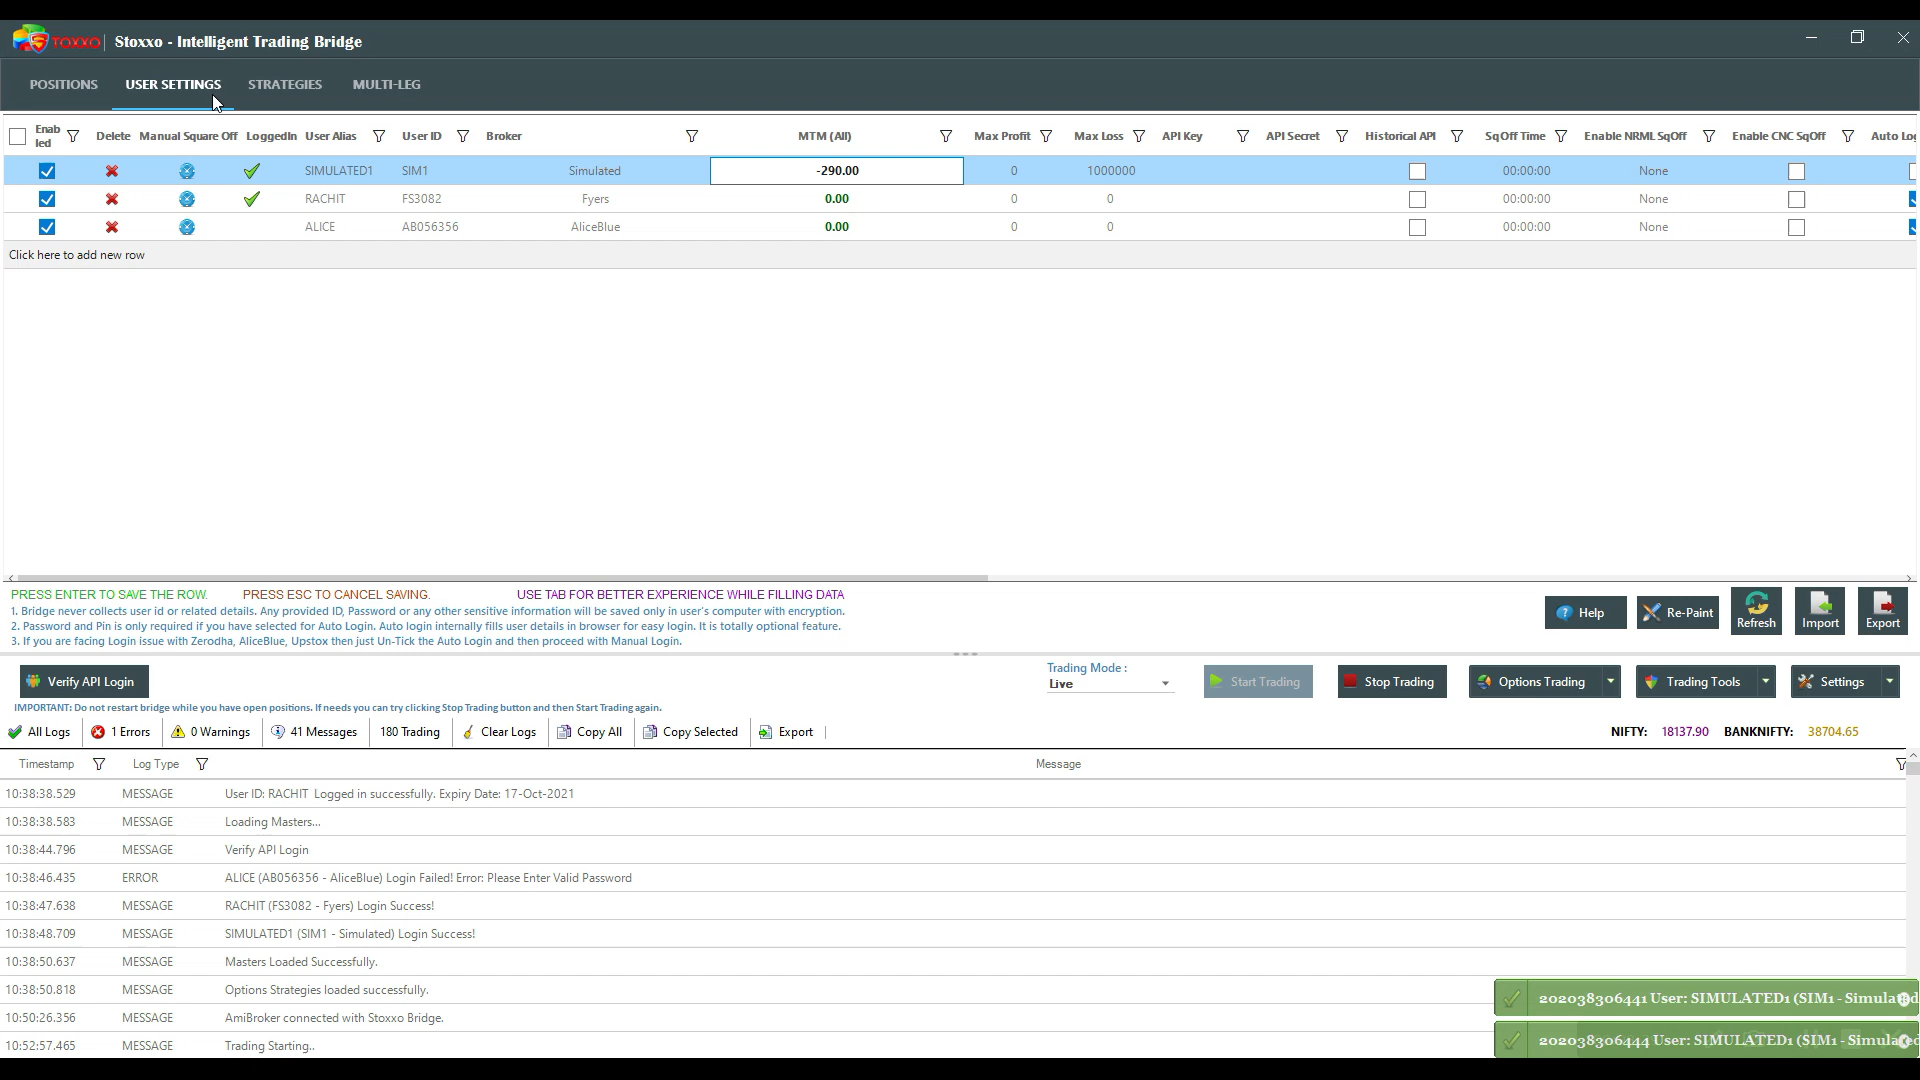 TOXXO
Stoxxo - Intelligent Trading Bridge
POSITIONS USER SETTINGS STRATEGIES MULTI-LEG
Enab led Delete Manual Square Off LoggedIn User Alias User ID Broker MTM (All) Max Profit Max Loss API Key API Secret Historical API SqOff Time Enable NRML SqOff Enable CNC SqOff Auto Log
SIMULATED1 SIM1 Simulated -290.00 0 1000000 00:00:00 None
RACHIT FS3082 Fyers 0.00 0 0 00:00:00 None
ALICE AB056356 AliceBlue 0.00 0 0 00:00:00 None
Click here to add new row
PRESS ENTER TO SAVE THE ROW. PRESS ESC TO CANCEL SAVING. USE TAB FOR BETTER EXPERIENCE WHILE FILLING DATA
1. Bridge never collects user id or related details. Any provided ID, Password or any other sensitive information will be saved only in user's computer with encryption.
2. Password and Pin is only required if you have selected for Auto Login. Auto login internally fills user details in browser for easy login. It is totally optional feature.
3. If you are facing Login issue with Zerodha, AliceBlue, Upstox then just Un-Tick the Auto Login and then proceed with Manual Login.
Help Re-Paint Refresh Import Export
Verify API Login
Trading Mode :
Live
Start Trading Stop Trading Options Trading Trading Tools Settings
IMPORTANT: Do not restart bridge while you have open positions. If needs you can try clicking Stop Trading button and then Start Trading again.
All Logs 1 Errors 0 Warnings 41 Messages 180 Trading Clear Logs Copy All Copy Selected Export NIFTY: 18137.90 BANKNIFTY: 38704.65
Timestamp Log Type Message
10:38:38.529 MESSAGE User ID: RACHIT Logged in successfully. Expiry Date: 17-Oct-2021
10:38:38.583 MESSAGE Loading Masters...
10:38:44.796 MESSAGE Verify API Login
10:38:46.435 ERROR ALICE (AB056356 - AliceBlue) Login Failed! Error: Please Enter Valid Password
10:38:47.638 MESSAGE RACHIT (FS3082 - Fyers) Login Success!
10:38:48.709 MESSAGE SIMULATED1 (SIM1 - Simulated) Login Success!
10:38:50.637 MESSAGE Masters Loaded Successfully.
10:38:50.818 MESSAGE Options Strategies loaded successfully.
10:50:26.356 MESSAGE AmiBroker connected with Stoxxo Bridge.
10:52:57.465 MESSAGE Trading Starting..
202038306441 User: SIMULATED1 (SIM1 - Simulated
202038306444 User: SIMULATED1 (SIM1 - Simulated